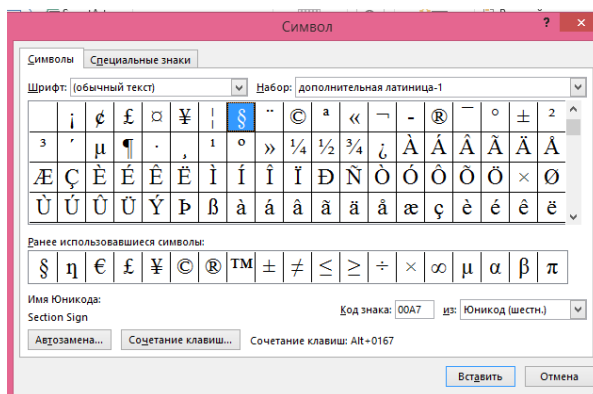 Символ
?
×
Символы Специальные знаки
Шрифт: (обычный текст) Набор: дополнительная латиница-1
¡ ¢ £ ¤ ¥ ¦ § ¨ © ª « ¬ - ® ¯ ° ± ²
³ ´ µ ¶ · ¸ ¹ º » ¼ ½ ¾ ¿ À Á Â Ã Ä Å
Æ Ç È É Ê Ë Ì Í Î Ï Ð Ñ Ò Ó Ô Õ Ö × Ø
Ù Ú Û Ü Ý Þ ß à á â ã ä å æ ç è é ê ë
Ранее использовавшиеся символы:
§ η € £ ¥ © ® ™ ± ≠ ≤ ≥ ÷ × ∞ µ α β π
Имя Юникода:
Section Sign
Код знака: 00A7 из: Юникод (шестн.)
Автозамена... Сочетание клавиш... Сочетание клавиш: Alt+0167
Вставить Отмена